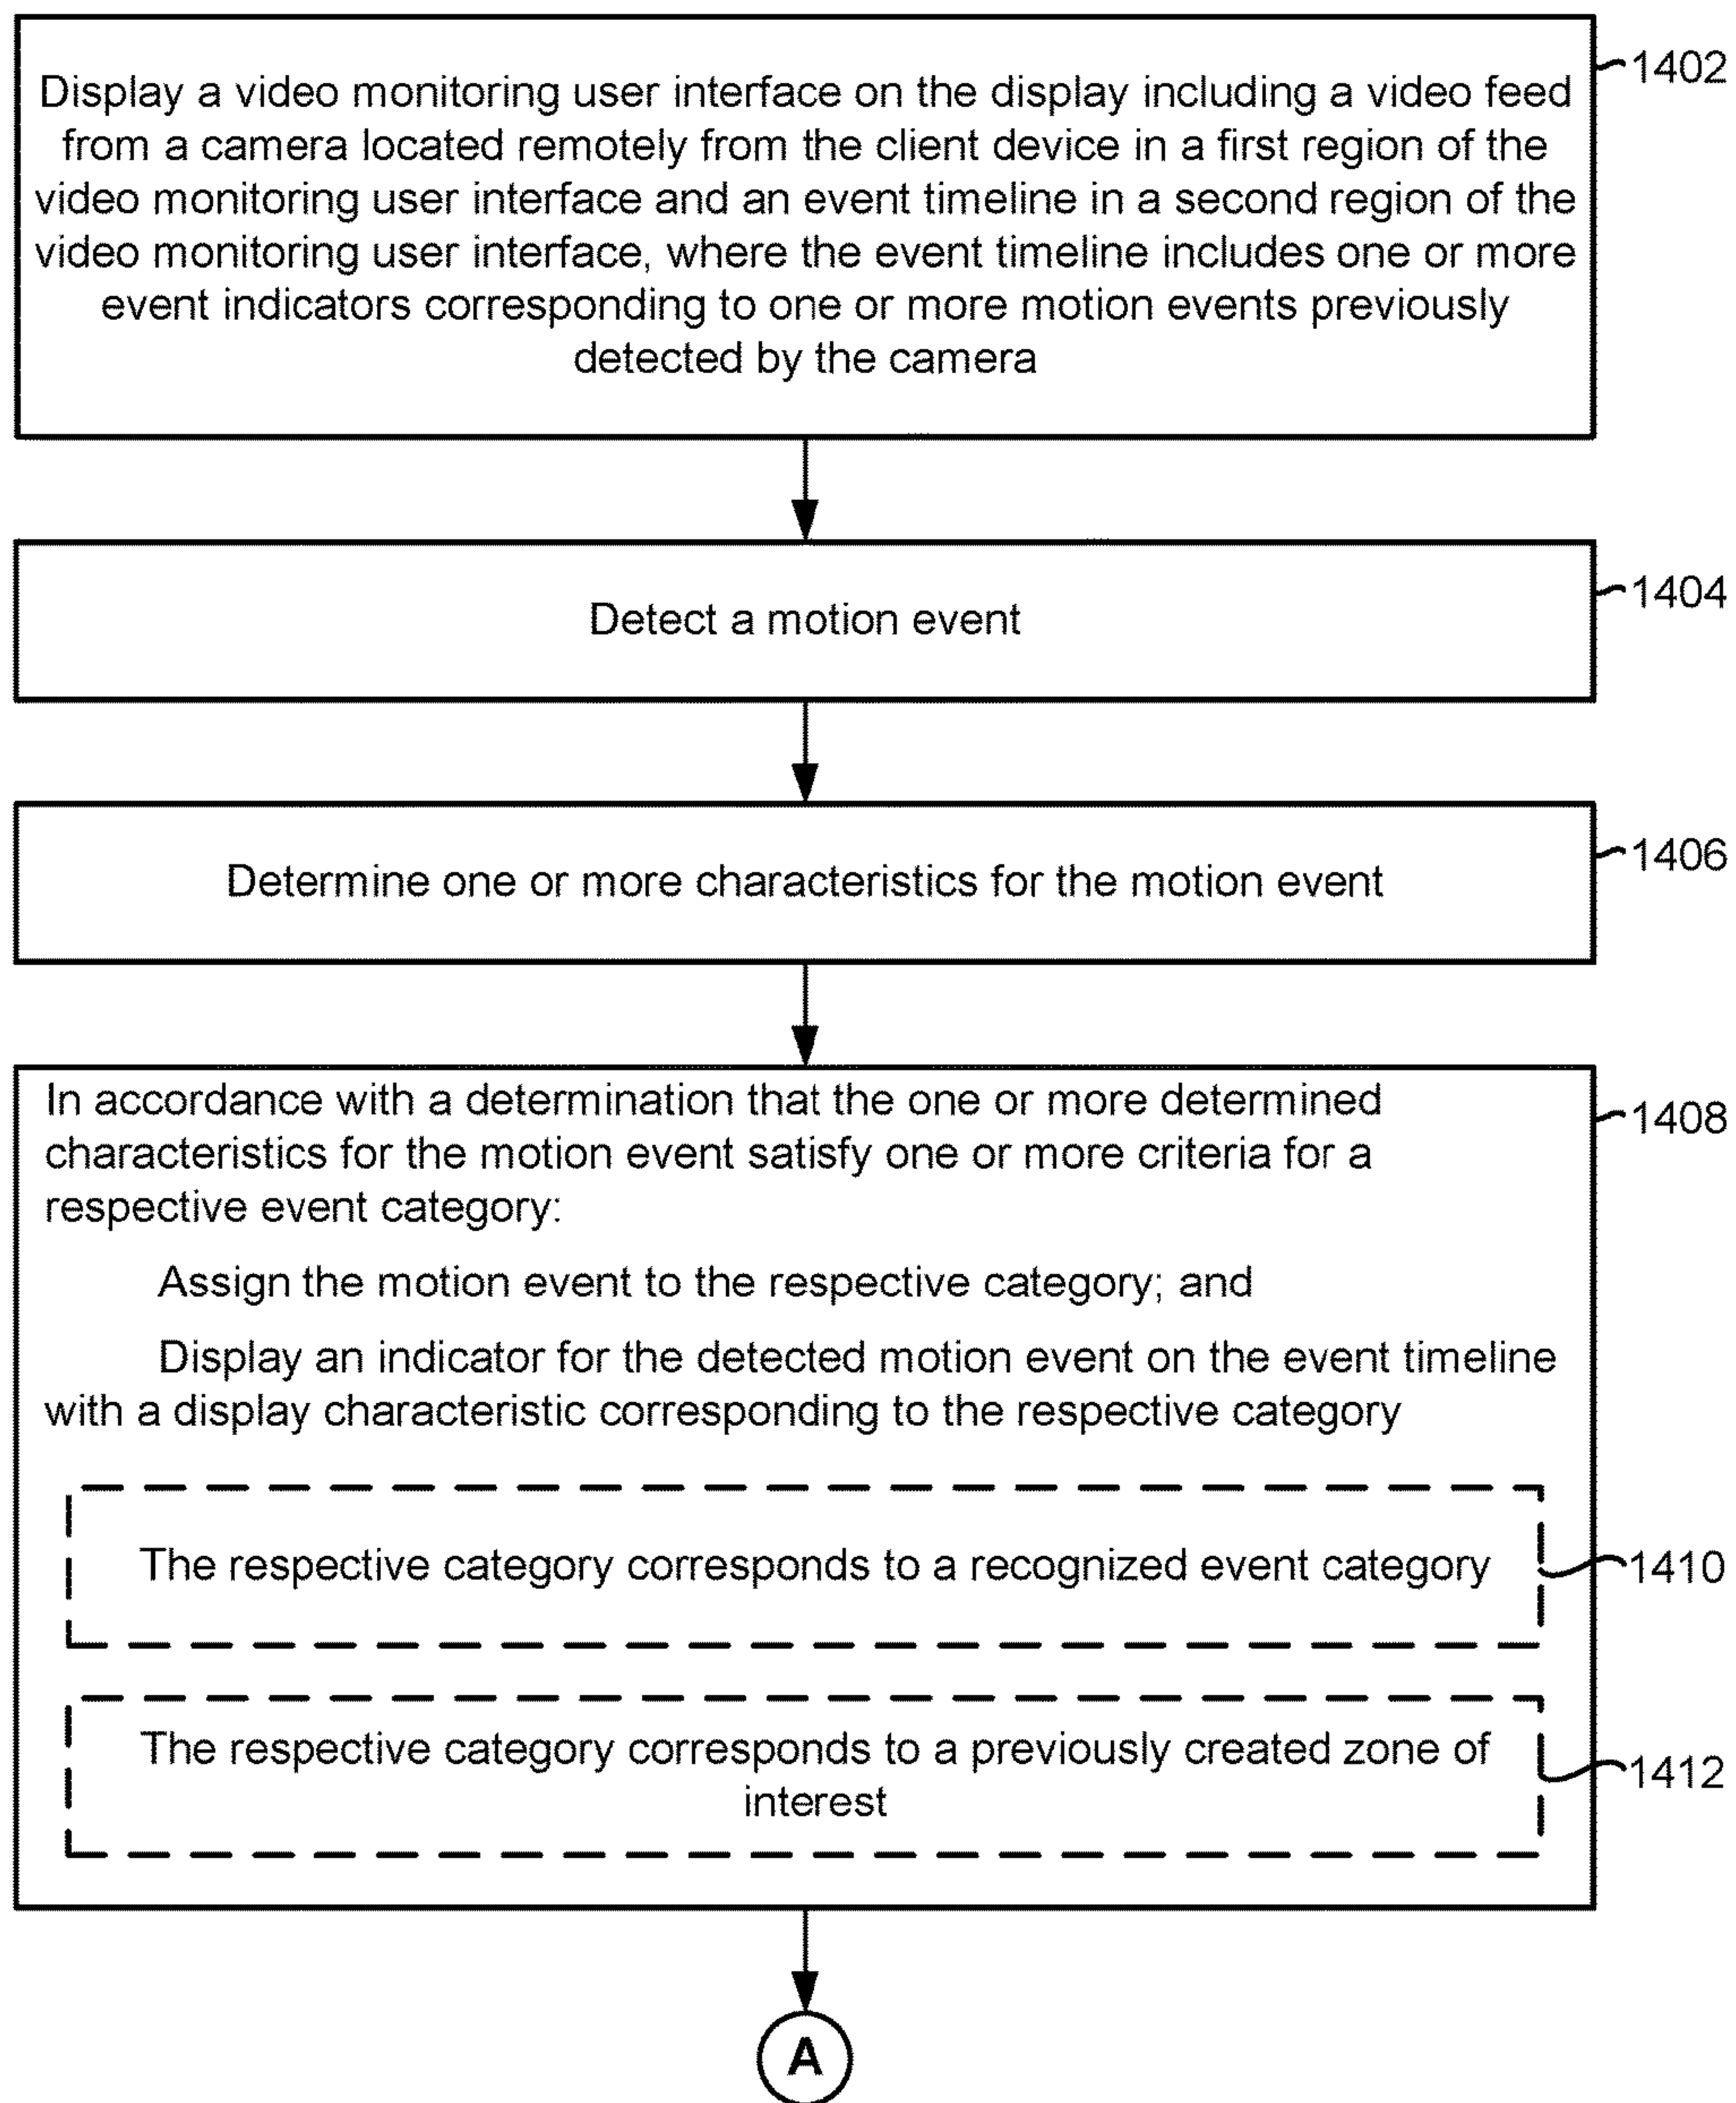 Display a video monitoring user interface on the display including a video feed
from a camera located remotely from the client device in a first region of the
video monitoring user interface and an event timeline in a second region of the
video monitoring user interface, where the event timeline includes one or more
event indicators corresponding to one or more motion events previously
detected by the camera
1402
Detect a motion event
1404
Determine one or more characteristics for the motion event
1406
In accordance with a determination that the one or more determined
characteristics for the motion event satisfy one or more criteria for a
respective event category:
Assign the motion event to the respective category; and
Display an indicator for the detected motion event on the event timeline
with a display characteristic corresponding to the respective category
1408
The respective category corresponds to a recognized event category
1410
The respective category corresponds to a previously created zone of
interest
1412
A